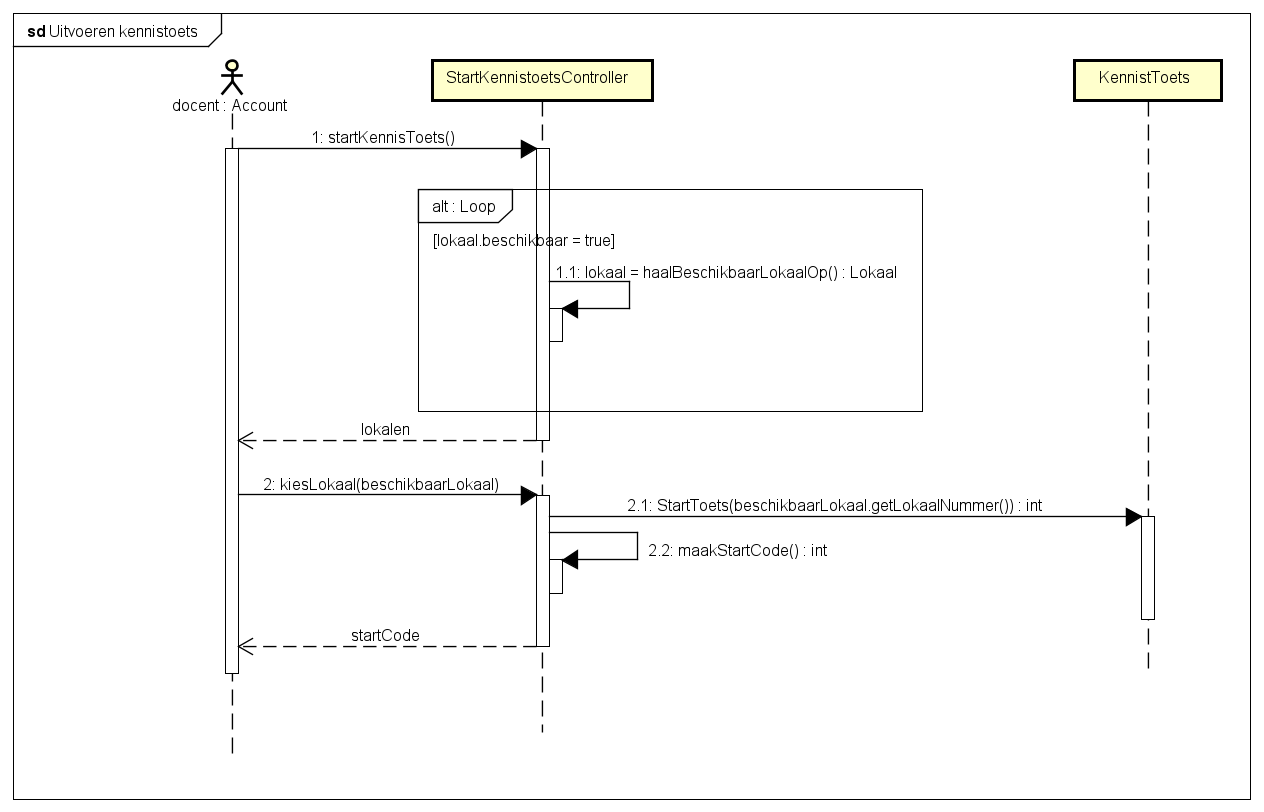 sd Uitvoeren kennistoets
docent : Account
StartKennistoetsController
KennistToets
1: startKennisToets()
alt : Loop
[lokaal.beschikbaar = true]
1.1: lokaal = haalBeschikbaarLokaalOp() : Lokaal
lokalen
2: kiesLokaal(beschikbaarLokaal)
2.1: StartToets(beschikbaarLokaal.getLokaalNummer()) : int
2.2: maakStartCode() : int
startCode